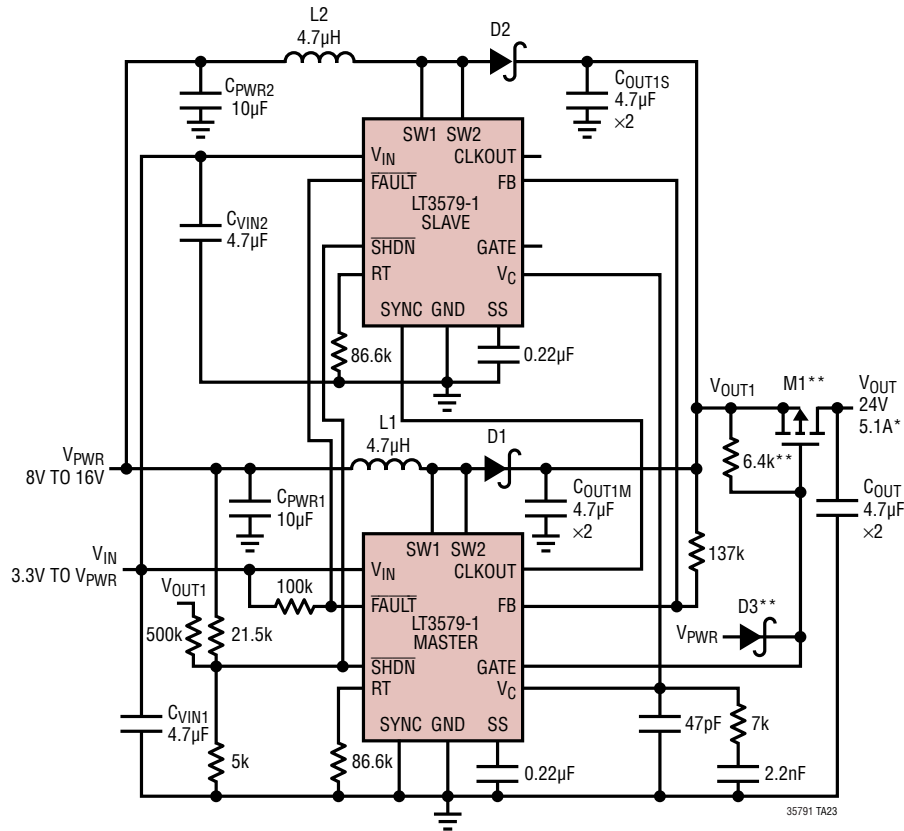 L2
4.7µH
D2
CPWR2
10µF
COUT1S
4.7µF
×2
SW1 SW2
VIN
CLKOUT
FAULT
FB
LT3579-1
SLAVE
CVIN2
4.7µF
SHDN
GATE
RT
VC
SYNC GND SS
86.6k
0.22µF
VOUT1
M1**
VOUT
24V
5.1A*
L1
4.7µH
D1
6.4k**
VPWR
8V TO 16V
CPWR1
10µF
COUT1M
4.7µF
×2
COUT
4.7µF
×2
SW1 SW2
137k
VIN
3.3V TO VPWR
VIN
CLKOUT
100k
VOUT1
FAULT
FB
LT3579-1
MASTER
D3**
500k
21.5k
VPWR
SHDN
GATE
RT
VC
CVIN1
4.7µF
SYNC GND SS
47pF
7k
5k
86.6k
0.22µF
2.2nF
35791 TA23